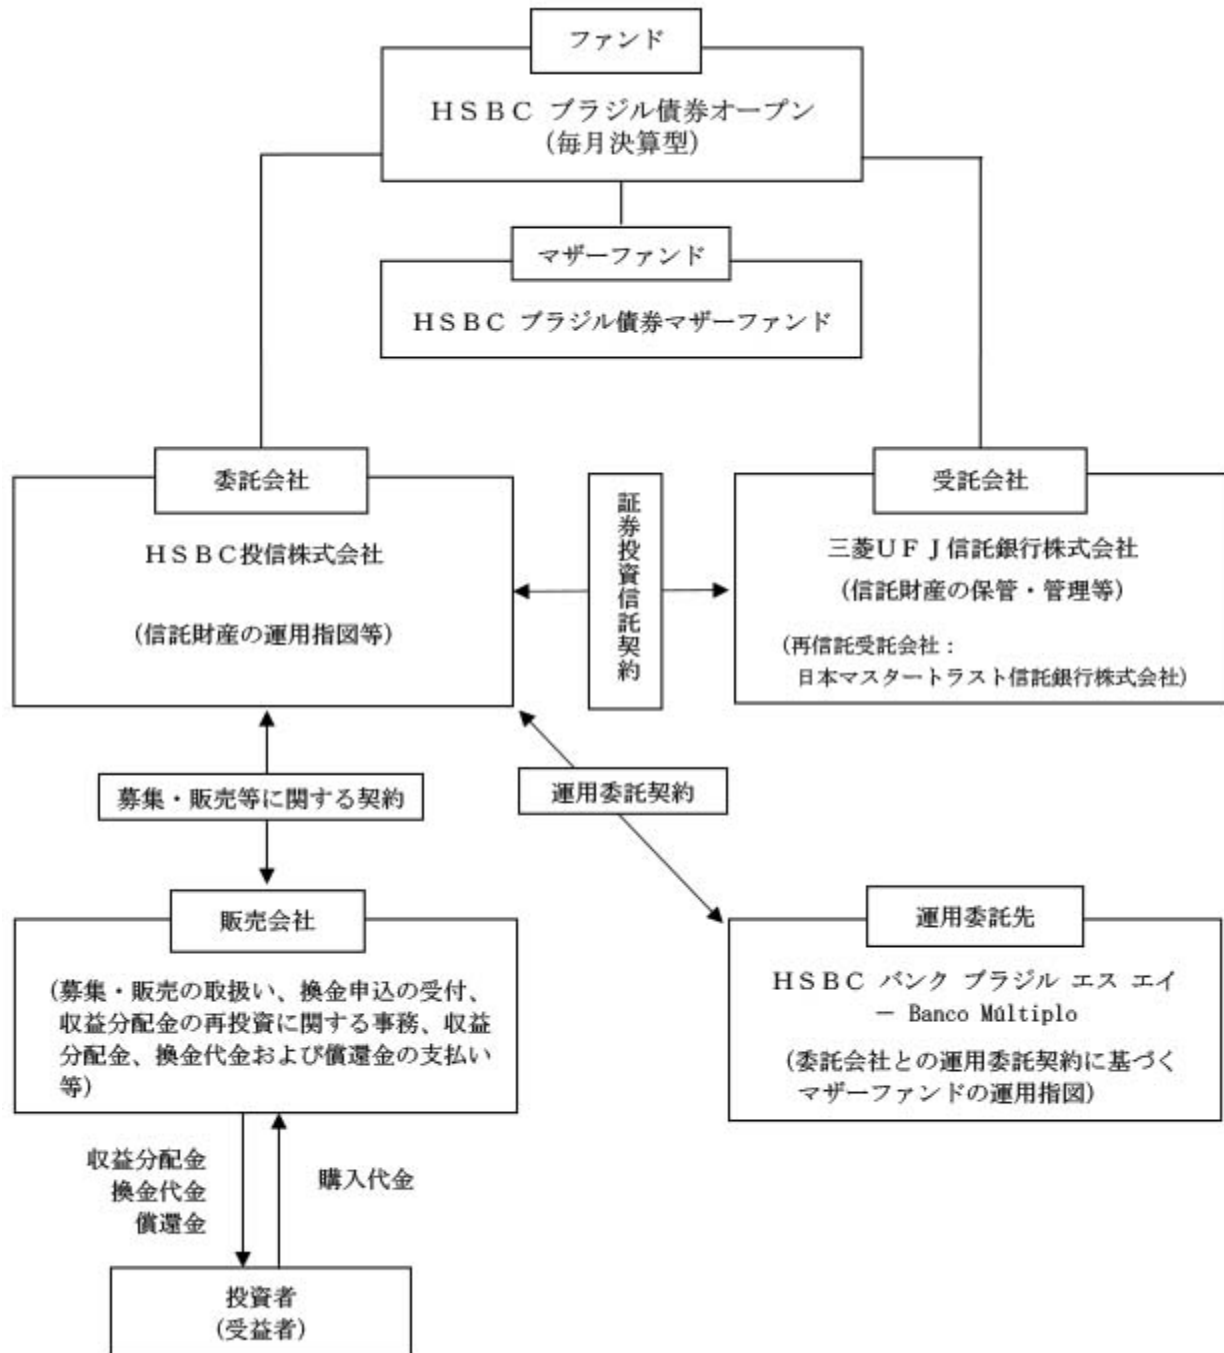 ファンド
HSBC ブラジル債券オープン
(毎月決算型)
マザーファンド
HSBC ブラジル債券マザーファンド
委託会社
HSBC投信株式会社
(信託財産の運用指図等)
証券投資信託契約
受託会社
三菱UFJ信託銀行株式会社
(信託財産の保管・管理等)
(再信託受託会社:
日本マスタートラスト信託銀行株式会社)
募集・販売等に関する契約
運用委託契約
販売会社
(募集・販売の取扱い、換金申込の受付、
収益分配金の再投資に関する事務、収益
分配金、換金代金および償還金の支払い
等)
運用委託先
HSBC バンク ブラジル エス エイ
- Banco Múltiplo
(委託会社との運用委託契約に基づく
マザーファンドの運用指図)
収益分配金
換金代金
償還金
購入代金
投資者
(受益者)